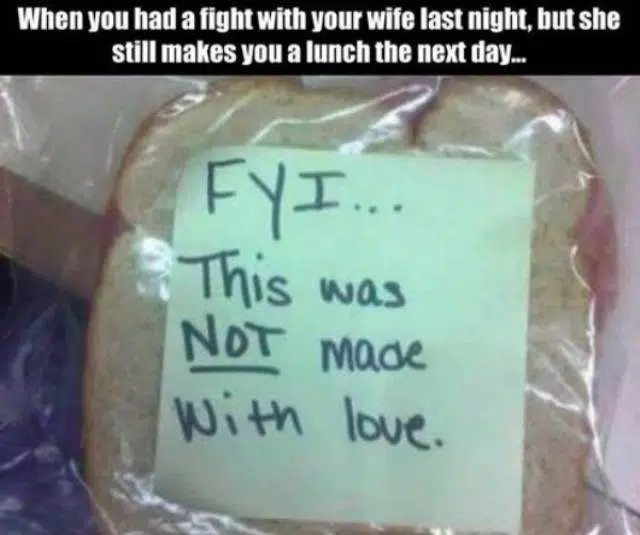 When you had a fight with your wife last night, but she
still makes you a lunch the next day...
FYI...
This was
NOT made
With love.